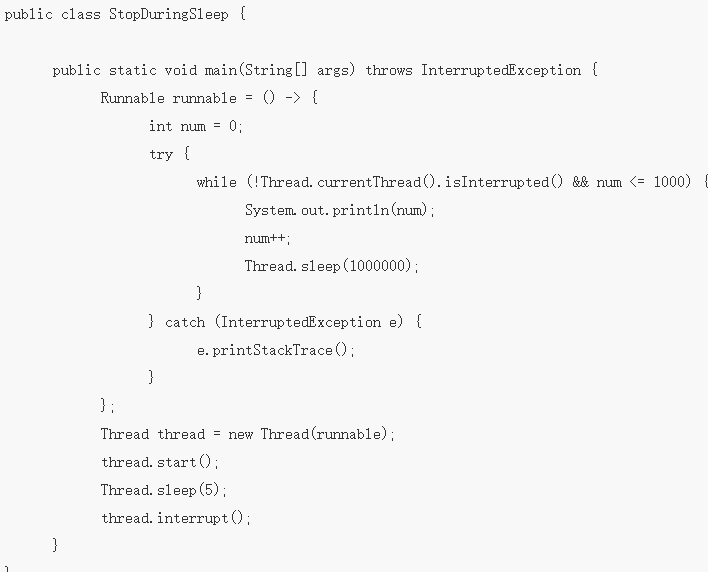 public class StopDuringSleep {
public static void main(String[] args) throws InterruptedException {
Runnable runnable = () -> {
int num = 0;
try {
while (!Thread.currentThread().isInterrupted() && num <= 1000) {
System.out.println(num);
num++;
Thread.sleep(1000000);
}
} catch (InterruptedException e) {
e.printStackTrace();
}
};
Thread thread = new Thread(runnable);
thread.start();
Thread.sleep(5);
thread.interrupt();
}
}